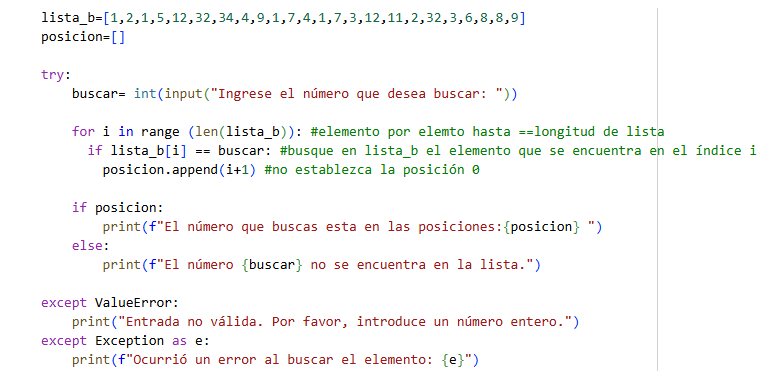 lista_b=[1,2,1,5,12,32,34,4,9,1,7,4,1,7,3,12,11,2,32,3,6,8,8,9]
posicion=[]
try:
buscar= int(input("Ingrese el número que desea buscar: "))
for i in range (len(lista_b)): #elemento por elemto hasta ==longitud de lista
if lista_b[i] == buscar: #busque en lista_b el elemento que se encuentra en el índice i
posicion.append(i+1) #no establezca la posición 0
if posicion:
print(f"El número que buscas esta en las posiciones:{posicion} ")
else:
print(f"El número {buscar} no se encuentra en la lista.")
except ValueError:
print("Entrada no válida. Por favor, introduce un número entero.")
except Exception as e:
print(f"Ocurrió un error al buscar el elemento: {e}")